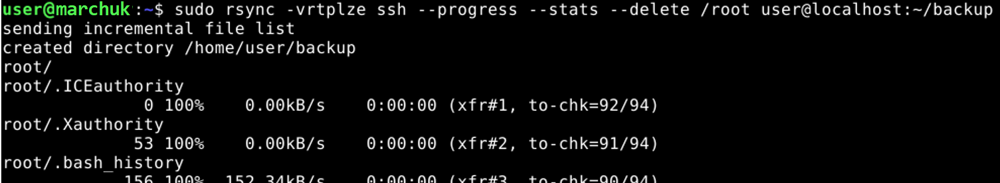 user@marchuk:~$ sudo rsync -vrtplze ssh --progress --stats --delete /root user@localhost:~/backup
sending incremental file list
created directory /home/user/backup
root/
root/.ICEauthority
0 100% 0.00kB/s 0:00:00 (xfr#1, to-chk=92/94)
root/.Xauthority
53 100% 0.00kB/s 0:00:00 (xfr#2, to-chk=91/94)
root/.bash_history
156 100% 152.34kB/s 0:00:00 (xfr#3, to-chk=90/94)